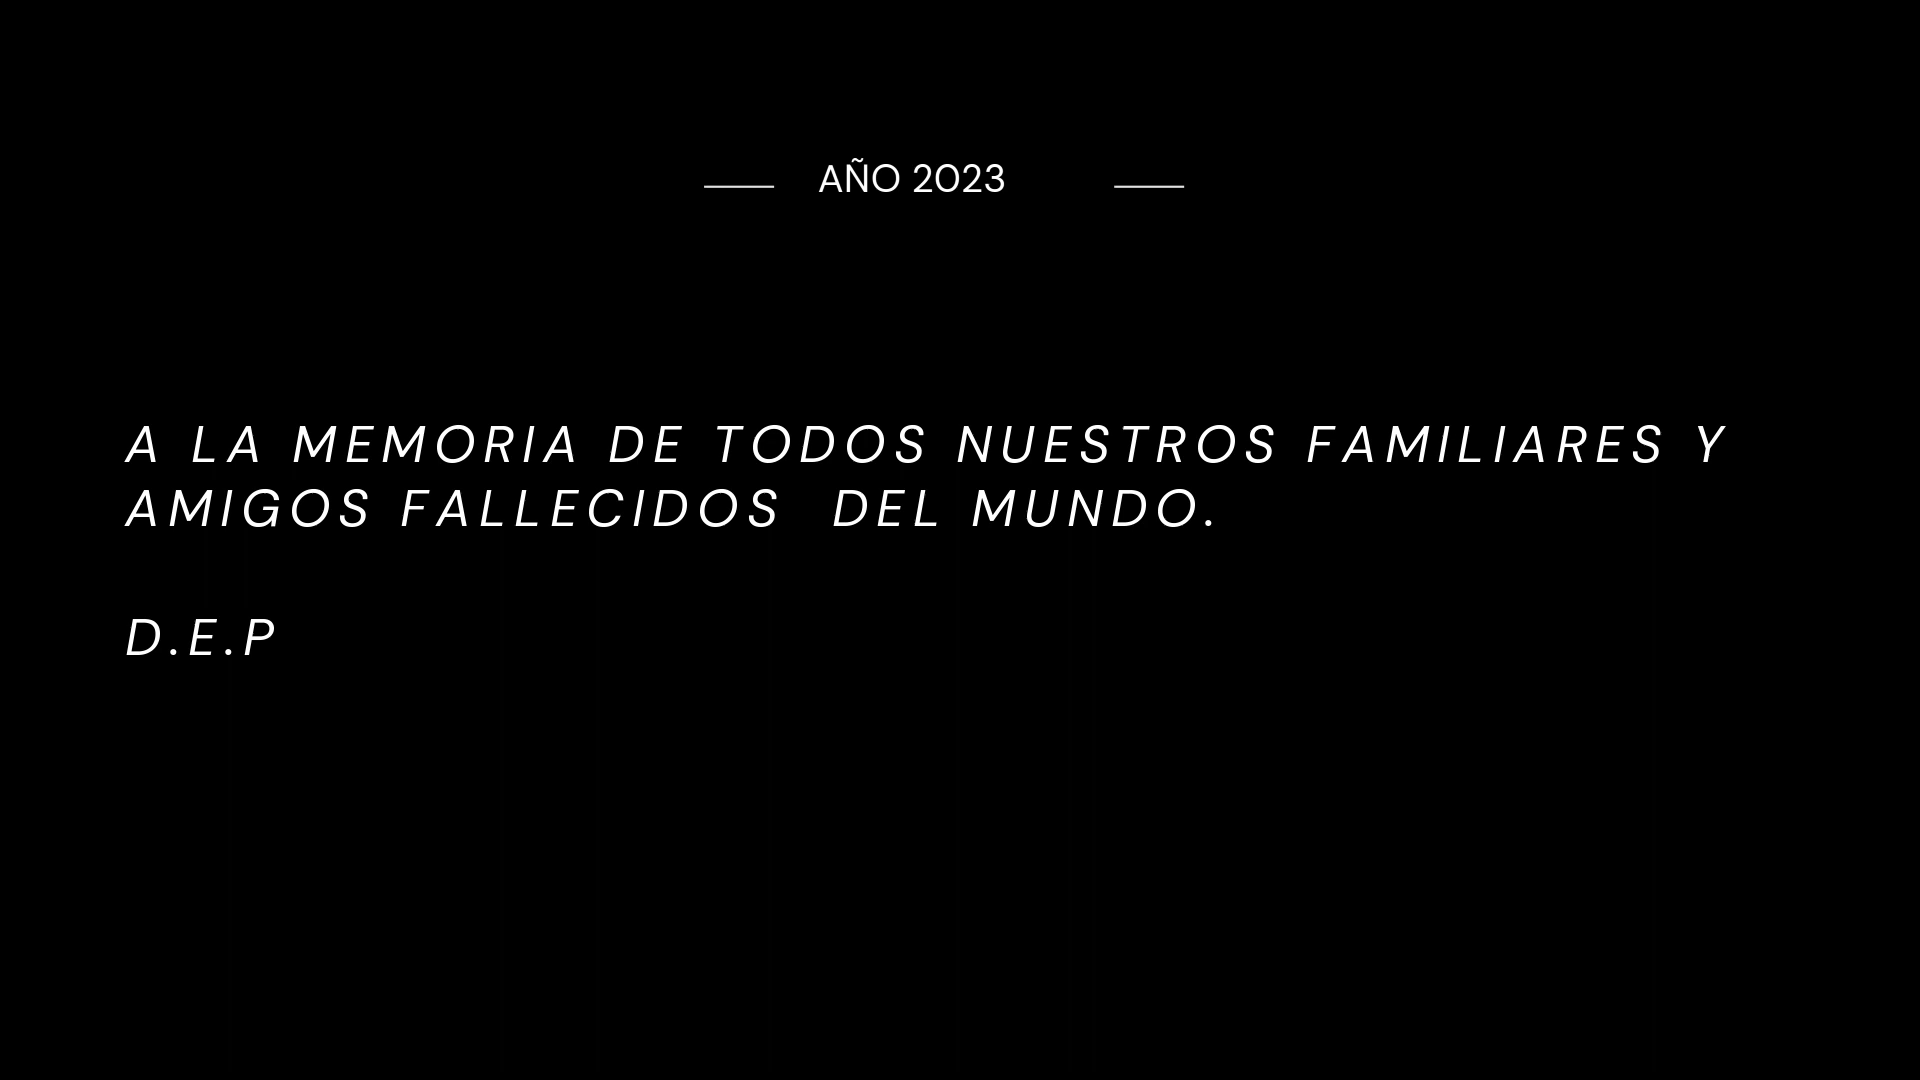 AÑO 2023
A LA MEMORIA DE TODOS NUESTROS FAMILIARES Y
AMIGOS FALLECIDOS  DEL MUNDO.
D.E.P